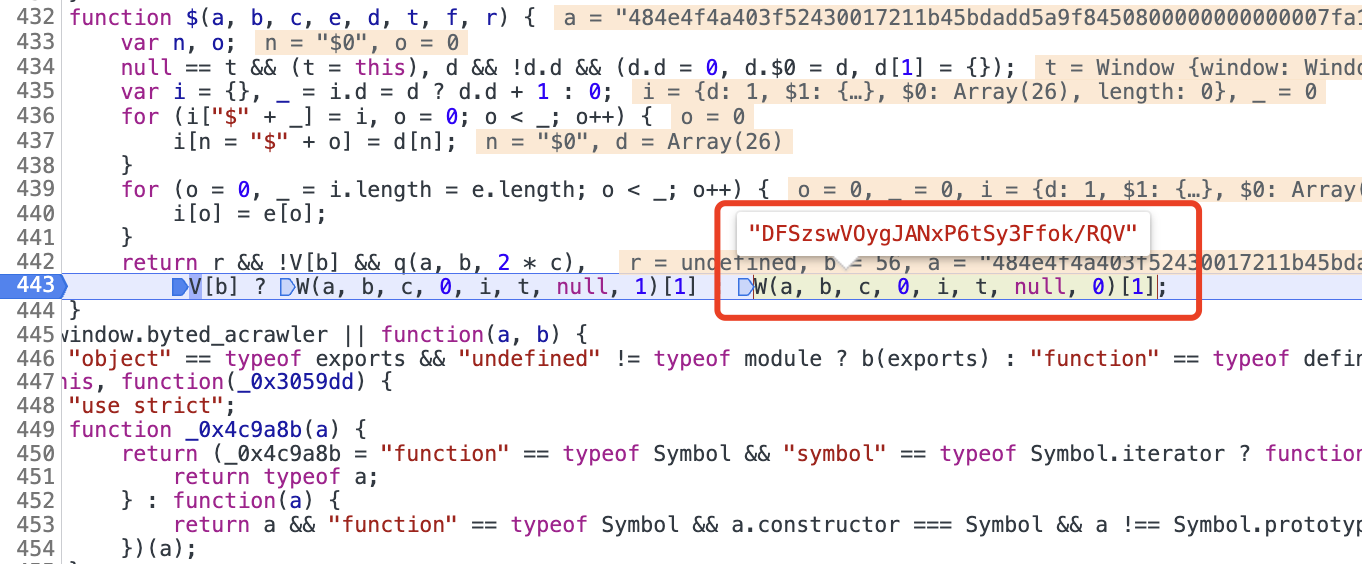 432 function $(a, b, c, e, d, t, f, r) { a = "484e4f4a403f52430017211b45bdadd5a9f8450800000000000000007fa1
433 var n, o; n = "$0", o = 0
434 null == t && (t = this), d && !d.d && (d.d = 0, d.$0 = d, d[1] = {}); t = Window {window: Windo
435 var i = {}, _ = i.d = d ? d.d + 1 : 0; i = {d: 1, $1: {…}, $0: Array(26), length: 0}, _ = 0
436 for (i["$" + _] = i, o = 0; o < _; o++) { o = 0
437 i[n = "$" + o] = d[n]; n = "$0", d = Array(26)
438 }
439 for (o = 0, _ = i.length = e.length; o < _; o++) { o = 0, _ = 0, i = {d: 1, $1: {…}, $0: Array(
440 i[o] = e[o];
"DFSzswVOygJANxP6tSy3Ffok/RQV"
441 }
442 return r && !V[b] && q(a, b, 2 * c), r = undefined, b = 56, a = "484e4f4a403f52430017211b45bda
443 V[b] ? W(a, b, c, 0, i, t, null, 1)[1] W(a, b, c, 0, i, t, null, 0)[1];
444 }
445 window.byted_acrawler || function(a, b) {
446 "object" == typeof exports && "undefined" != typeof module ? b(exports) : "function" == typeof defin
447 his, function(_0x3059dd) {
448 "use strict";
449 function _0x4c9a8b(a) {
450 return (_0x4c9a8b = "function" == typeof Symbol && "symbol" == typeof Symbol.iterator ? function
451 return typeof a;
452 } : function(a) {
453 return a && "function" == typeof Symbol && a.constructor === Symbol && a !== Symbol.prototyp
454 })(a);